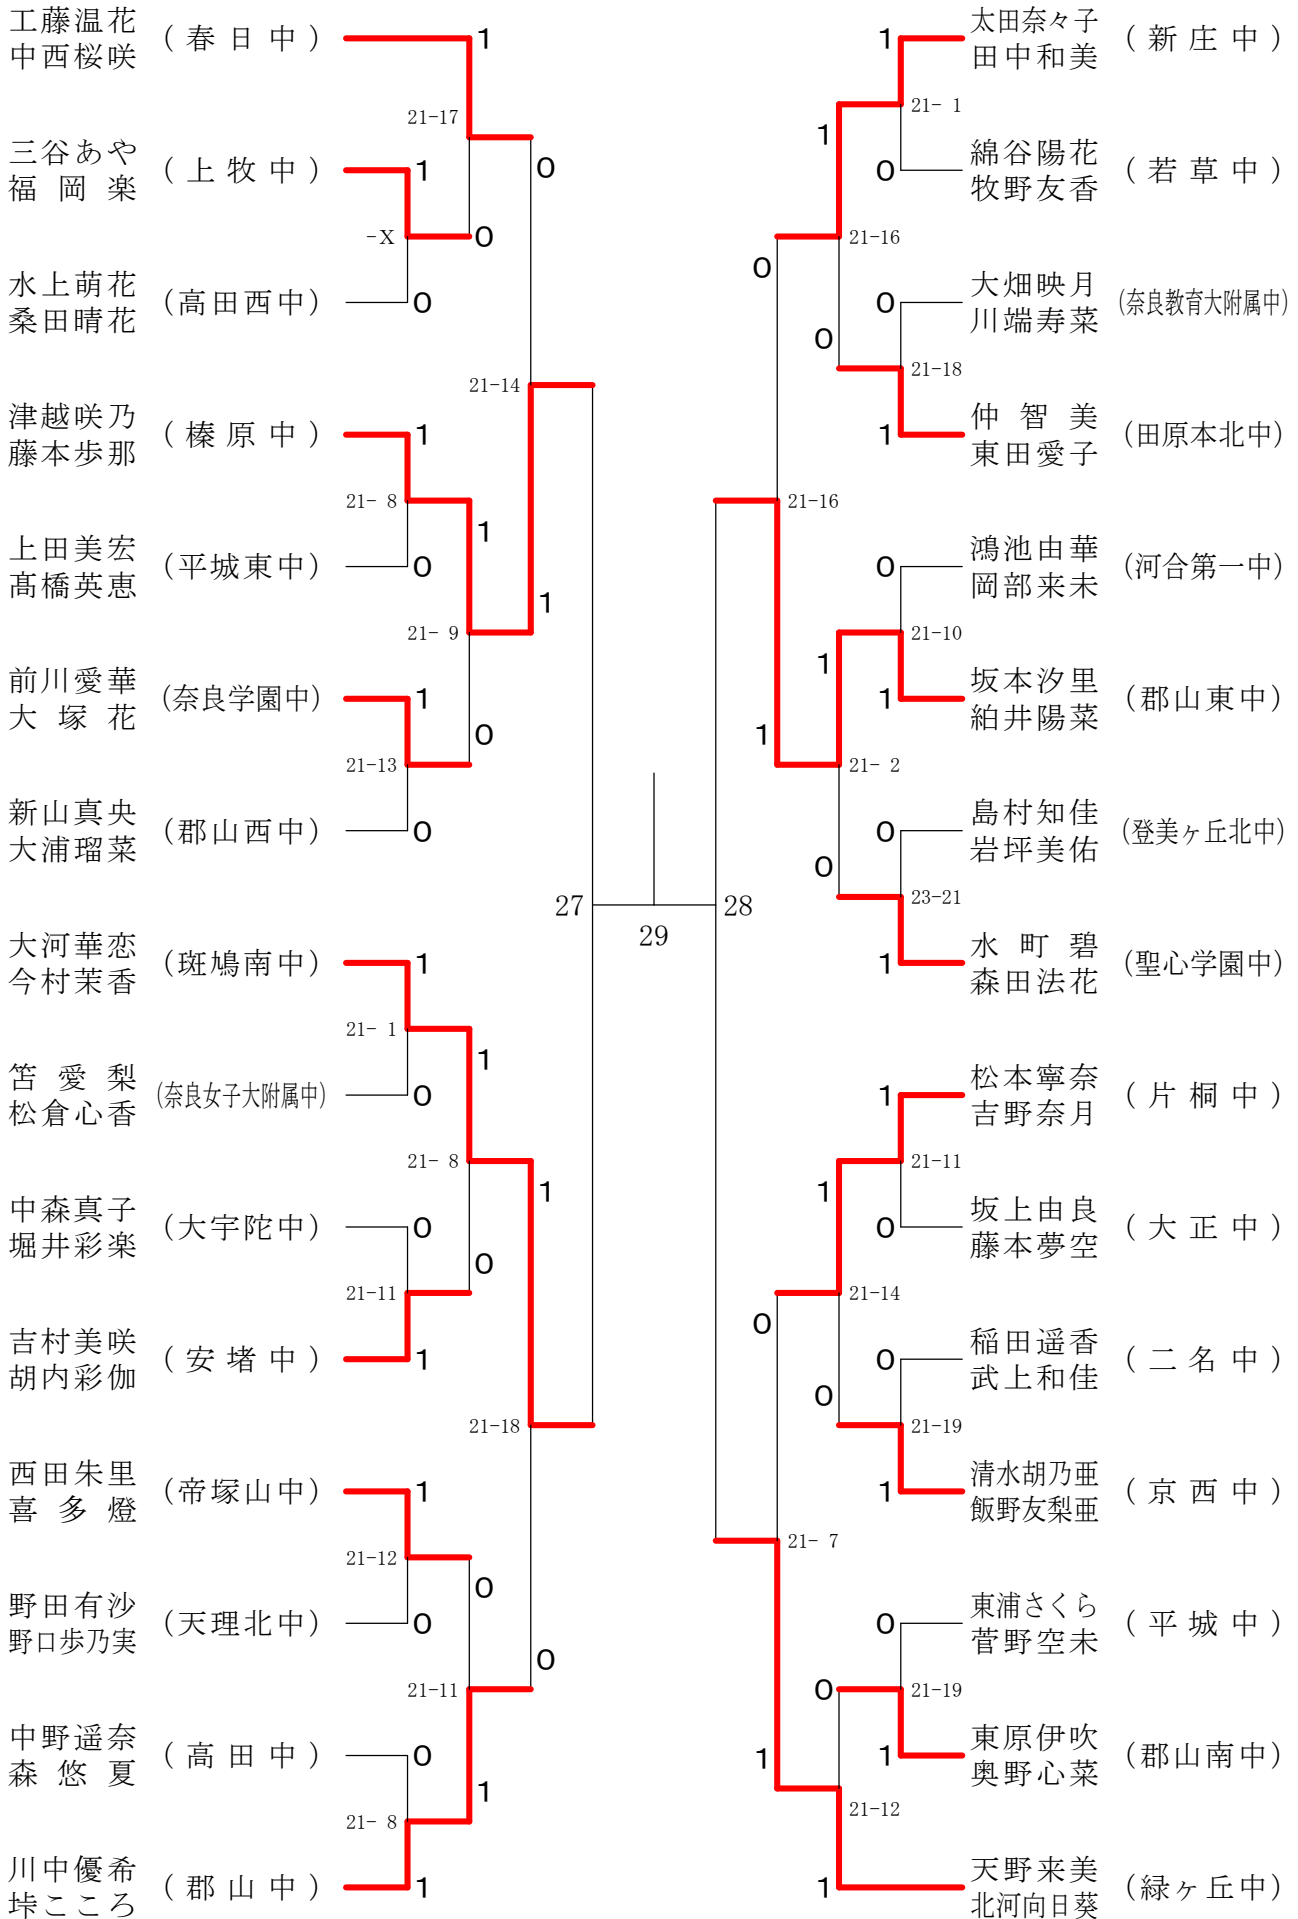 工藤温花
中西桜咲
(春日中)
1
21-17
三谷あや
福岡楽
(上牧中)
1
0
-X
0
水上萌花
桑田晴花
(高田西中)
0
21-14
津越咲乃
藤本歩那
(榛原中)
1
21- 8
1
上田美宏
髙橋英恵
(平城東中)
0
1
21- 9
前川愛華
大塚花
(奈良学園中)
1
0
21-13
新山真央
大浦瑠菜
(郡山西中)
0
27
大河華恋
今村茉香
(斑鳩南中)
1
21- 1
1
笘愛梨
松倉心香
(奈良女子大附属中)
0
21- 8
1
中森真子
堀井彩楽
(大宇陀中)
0
0
21-11
吉村美咲
胡内彩伽
(安堵中)
1
21-18
西田朱里
喜多燈
(帝塚山中)
1
21-12
0
野田有沙
野口歩乃実
(天理北中)
0
0
21-11
中野遥奈
森悠夏
(高田中)
0
1
21- 8
川中優希
垰こころ
(郡山中)
1
29
太田奈々子
田中和美
(新庄中)
1
21- 1
1
綿谷陽花
牧野友香
(若草中)
0
21-16
0
大畑映月
川端寿菜
(奈良教育大附属中)
0
0
21-18
仲智美
東田愛子
(田原本北中)
1
21-16
鴻池由華
岡部来未
(河合第一中)
0
21-10
1
坂本汐里
絈井陽菜
(郡山東中)
1
1
21- 2
島村知佳
岩坪美佑
(登美ヶ丘北中)
0
0
23-21
28
水町碧
森田法花
(聖心学園中)
1
松本寧奈
吉野奈月
(片桐中)
1
21-11
1
坂上由良
藤本夢空
(大正中)
0
21-14
0
稲田遥香
武上和佳
(二名中)
0
0
21-19
清水胡乃亜
飯野友梨亜
(京西中)
1
21- 7
東浦さくら
菅野空未
(平城中)
0
0
21-19
東原伊吹
奥野心菜
(郡山南中)
1
1
21-12
天野来美
北河向日葵
(緑ヶ丘中)
1